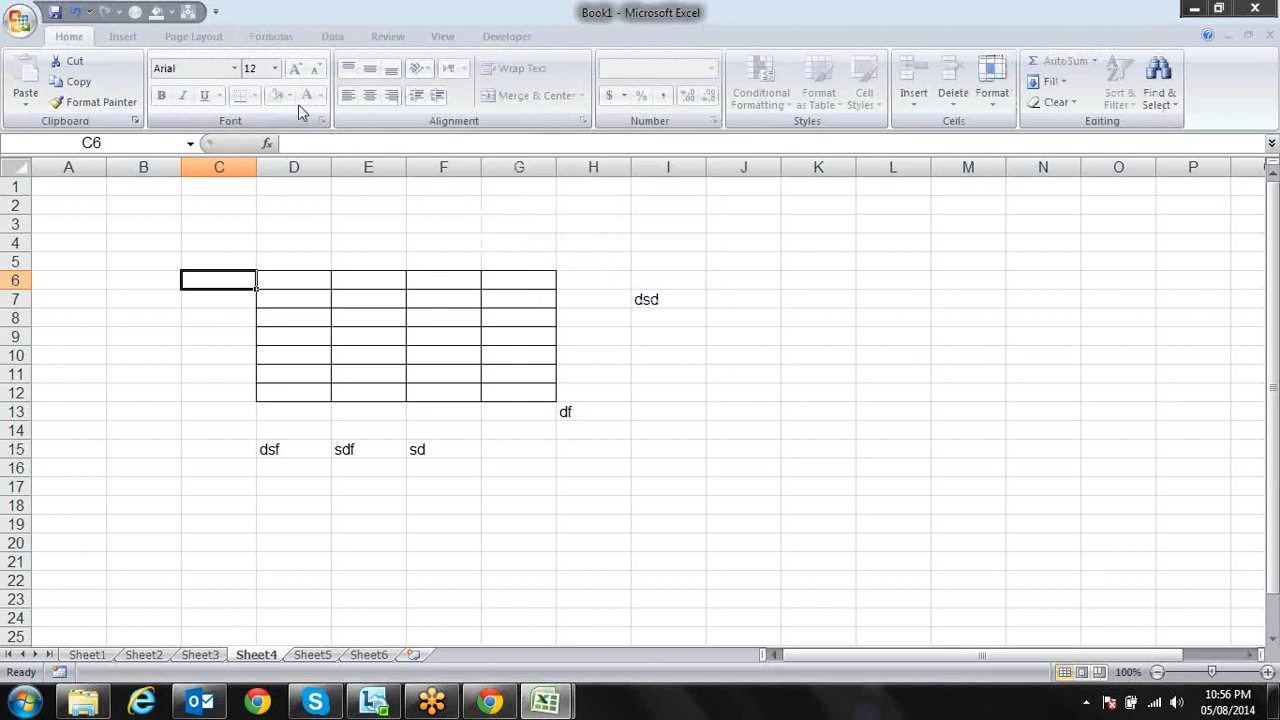 Book1 - Microsoft Excel
Home Insert Page Layout Formulas Data Review View Developer
Paste
Cut
Copy
Format Painter
Clipboard
Arial 12
B I U A
Font
Wrap Text
Merge & Center
Alignment
$ % ,
Number
Conditional Formatting
Format as Table
Cell Styles
Styles
Insert
Delete
Format
Cells
AutoSum
Fill
Clear
Find & Select
Editing
C6 fx
A B C D E F G H I J K L M N O P
1
2
3
4
5
6
7 dsd
8
9
10
11
12
13 df
14
15 dsf sdf sd
16
17
18
19
20
21
22
23
24
25
Sheet1 Sheet2 Sheet3 Sheet4 Sheet5 Sheet6
Ready 100%
10:56 PM
05/08/2014